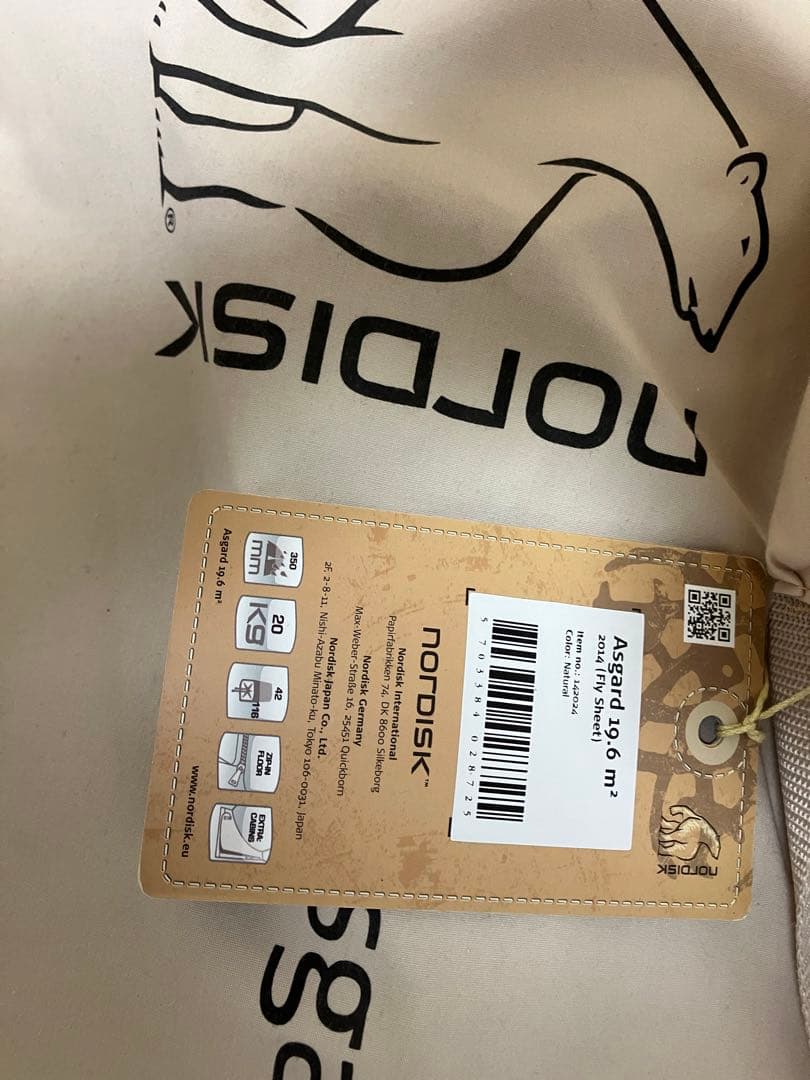 ®
NORDISK
NORDISK
Asgard 19.6 m²
2014 (Fly Sheet)
Item no.: 142024
Color: Natural
5 703384 028725
NORDISK™
Nordisk International
Papirfabrikken 74, DK 8600 Silkeborg
Nordisk Germany
Max-Weber-Straße 16, 25451 Quickborn
Nordisk Japan Co., Ltd.
2F, 2-8-11, Nishi-Azabu Minato-ku, Tokyo 106-0031, Japan
350
mm
20
KG
42
116
ZIP-IN
FLOOR
EXTRA:
CABINS
Asgard 19.6 m²
www.nordisk.eu
sga